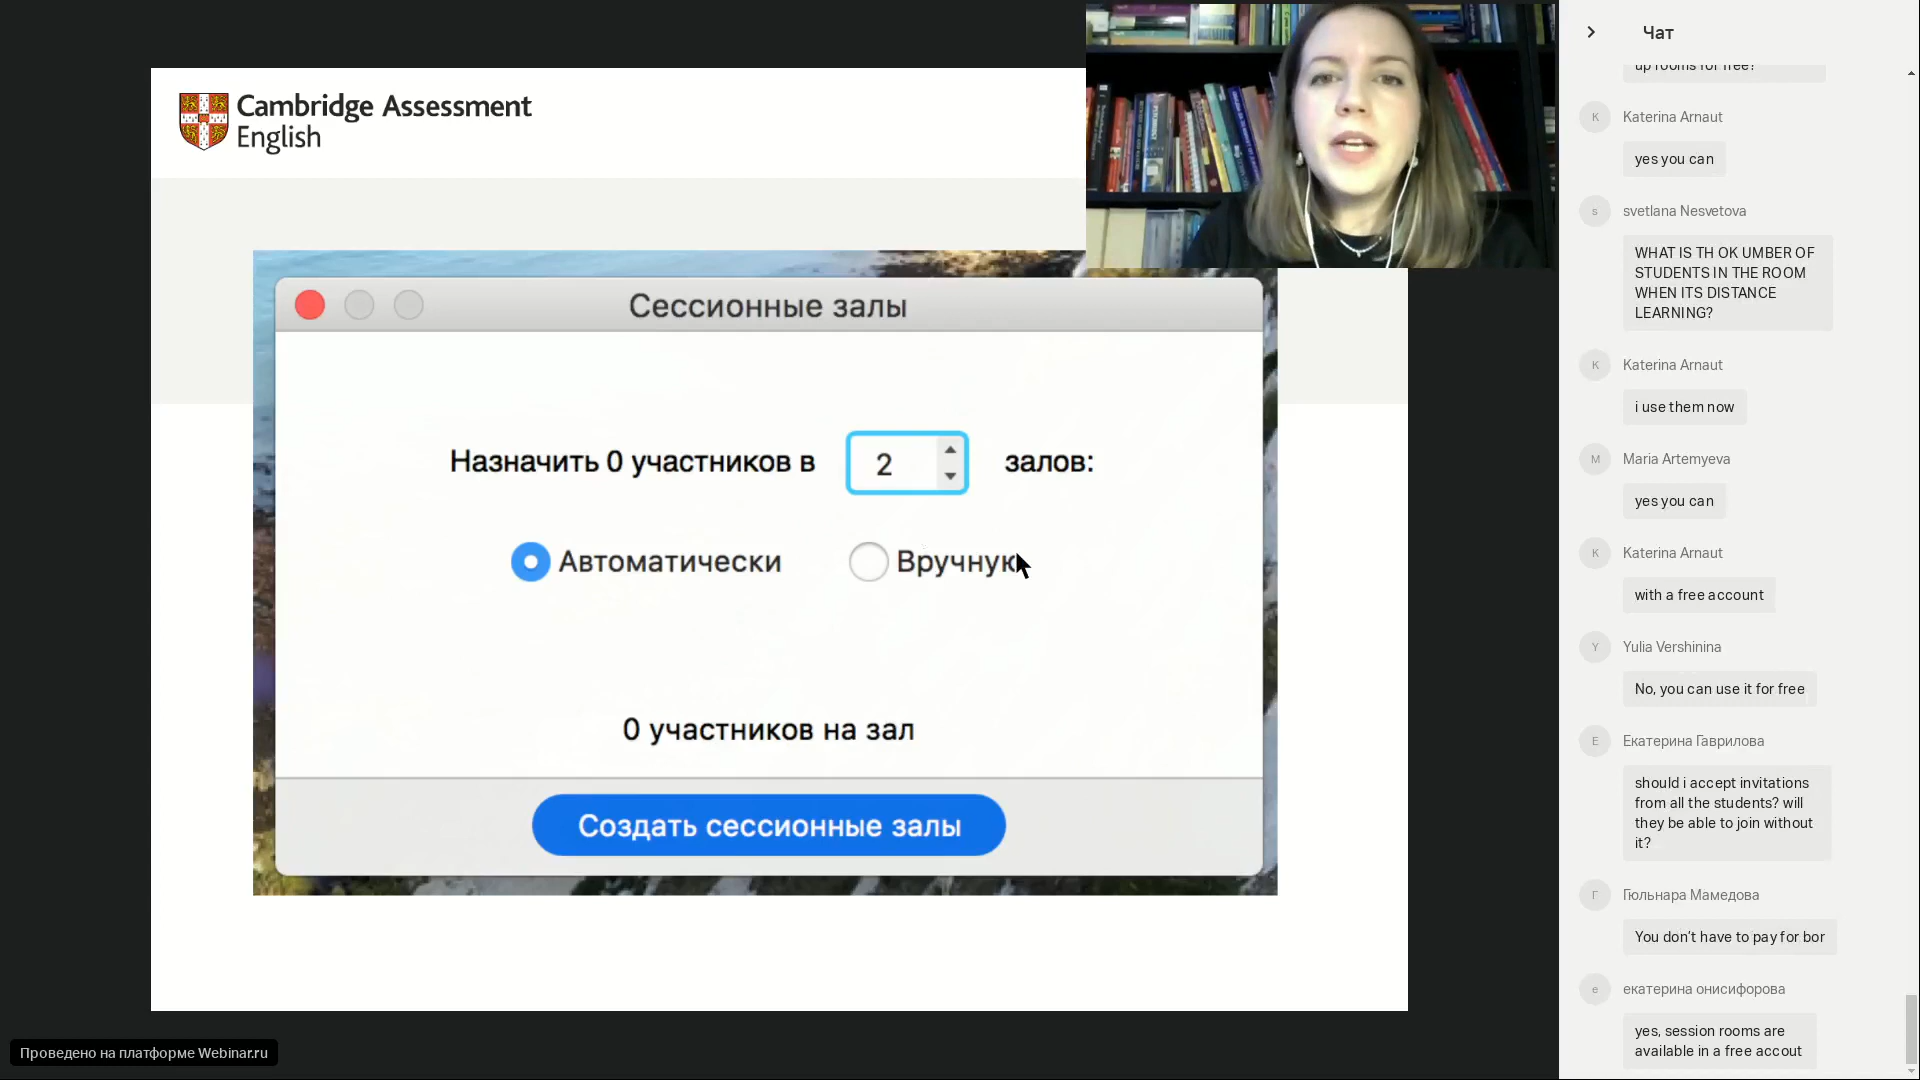 Cambridge Assessment
English
Сессионные залы
Назначить 0 участников в
2
залов:
Автоматически
0 участников на зал
Создать сессионные залы
Проведено на платформе Webinar.ru
Чат
up rooms for free?
K
Katerina Arnaut
yes you can
s
svetlana Nesvetova
WHAT IS TH OK UMBER OF
STUDENTS IN THE ROOM
WHEN ITS DISTANCE
LEARNING?
K
Katerina Arnaut
i use them now
M
Maria Artemyeva
yes you can
K
Katerina Arnaut
with a free account
Y
Yulia Vershinina
No, you can use it for free
Е
Екатерина Гаврилова
should i accept invitations
from all the students? will
they be able to join without
it?
Г
Гюльнара Мамедова
You don't have to pay for bor
е
екатерина онисифорова
yes, session rooms are
available in a free accout